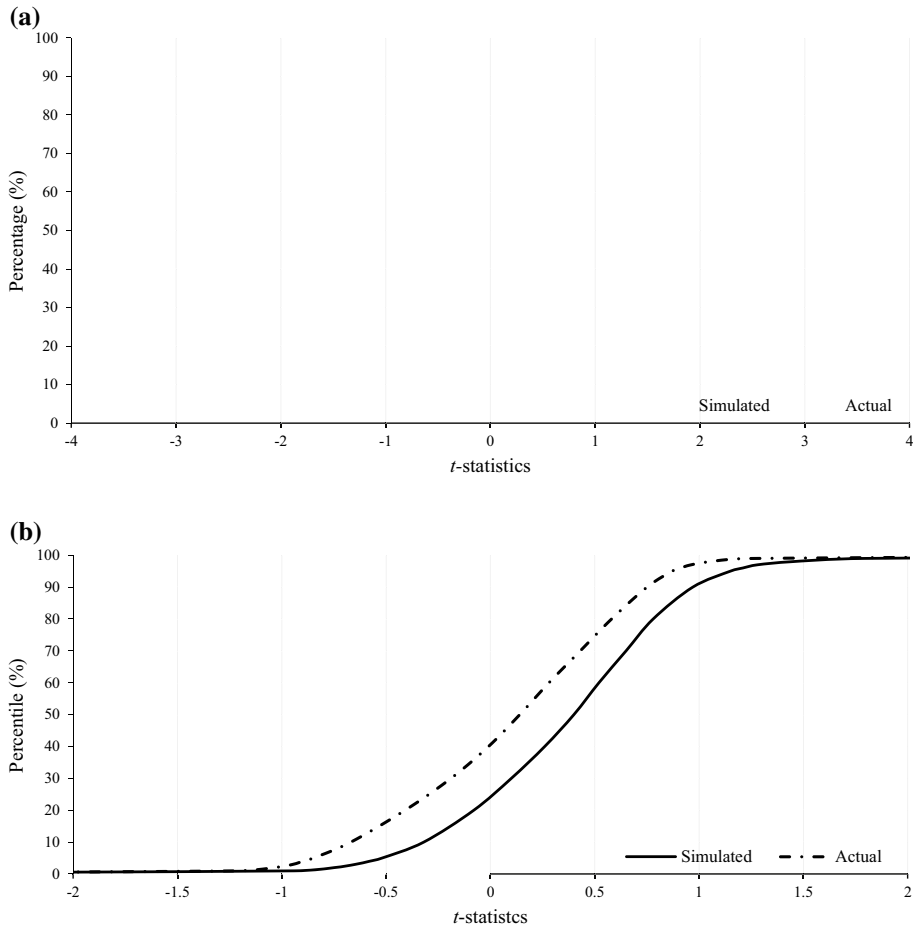 (a)
100
90
80
70
60
50
40
30
20
10
0
Percentage (%)
Simulated Actual
-4 -3 -2 -1 0 1 2 3 4
t-statistics
(b)
100
90
80
70
60
50
40
30
20
10
0
Percentile (%)
Simulated Actual
-2 -1.5 -1 -0.5 0 0.5 1 1.5 2
t-statistcs